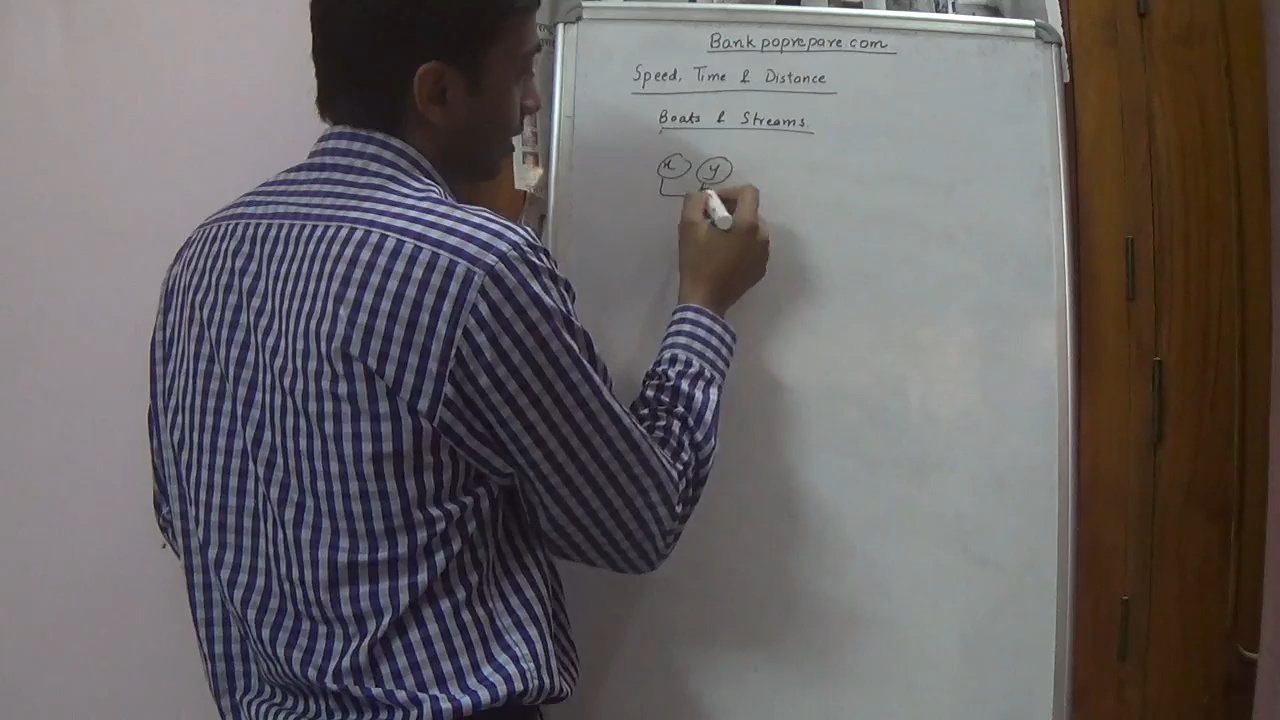 Bankpoprepare.com
Speed, Time & Distance
Boats & Streams.
x y